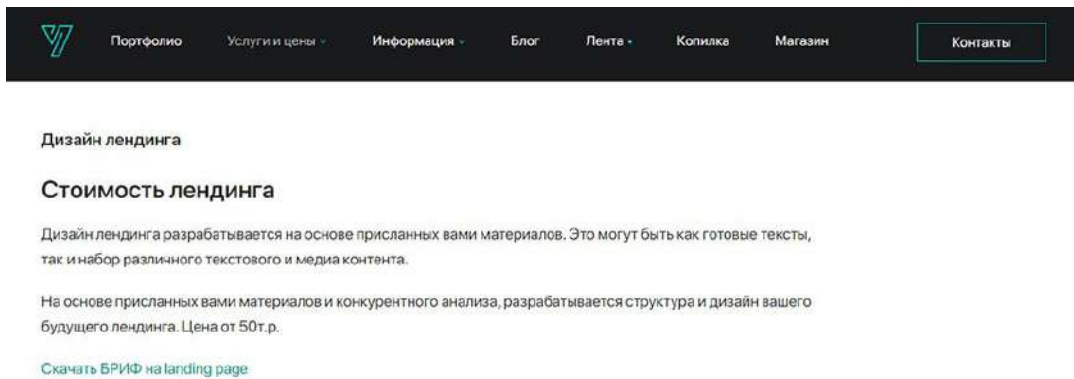 Портфолио Услуги и цены Информация Блог Лента Копилка Магазин Контакты
Дизайн лендинга
Стоимость лендинга
Дизайн лендинга разрабатывается на основе присланных вами материалов. Это могут быть как готовые тексты,
так и набор различного текстового и медиа контента.
На основе присланных вами материалов и конкурентного анализа, разрабатывается структура и дизайн вашего
будущего лендинга. Цена от 50т.р.
Скачать БРИФ на landing page